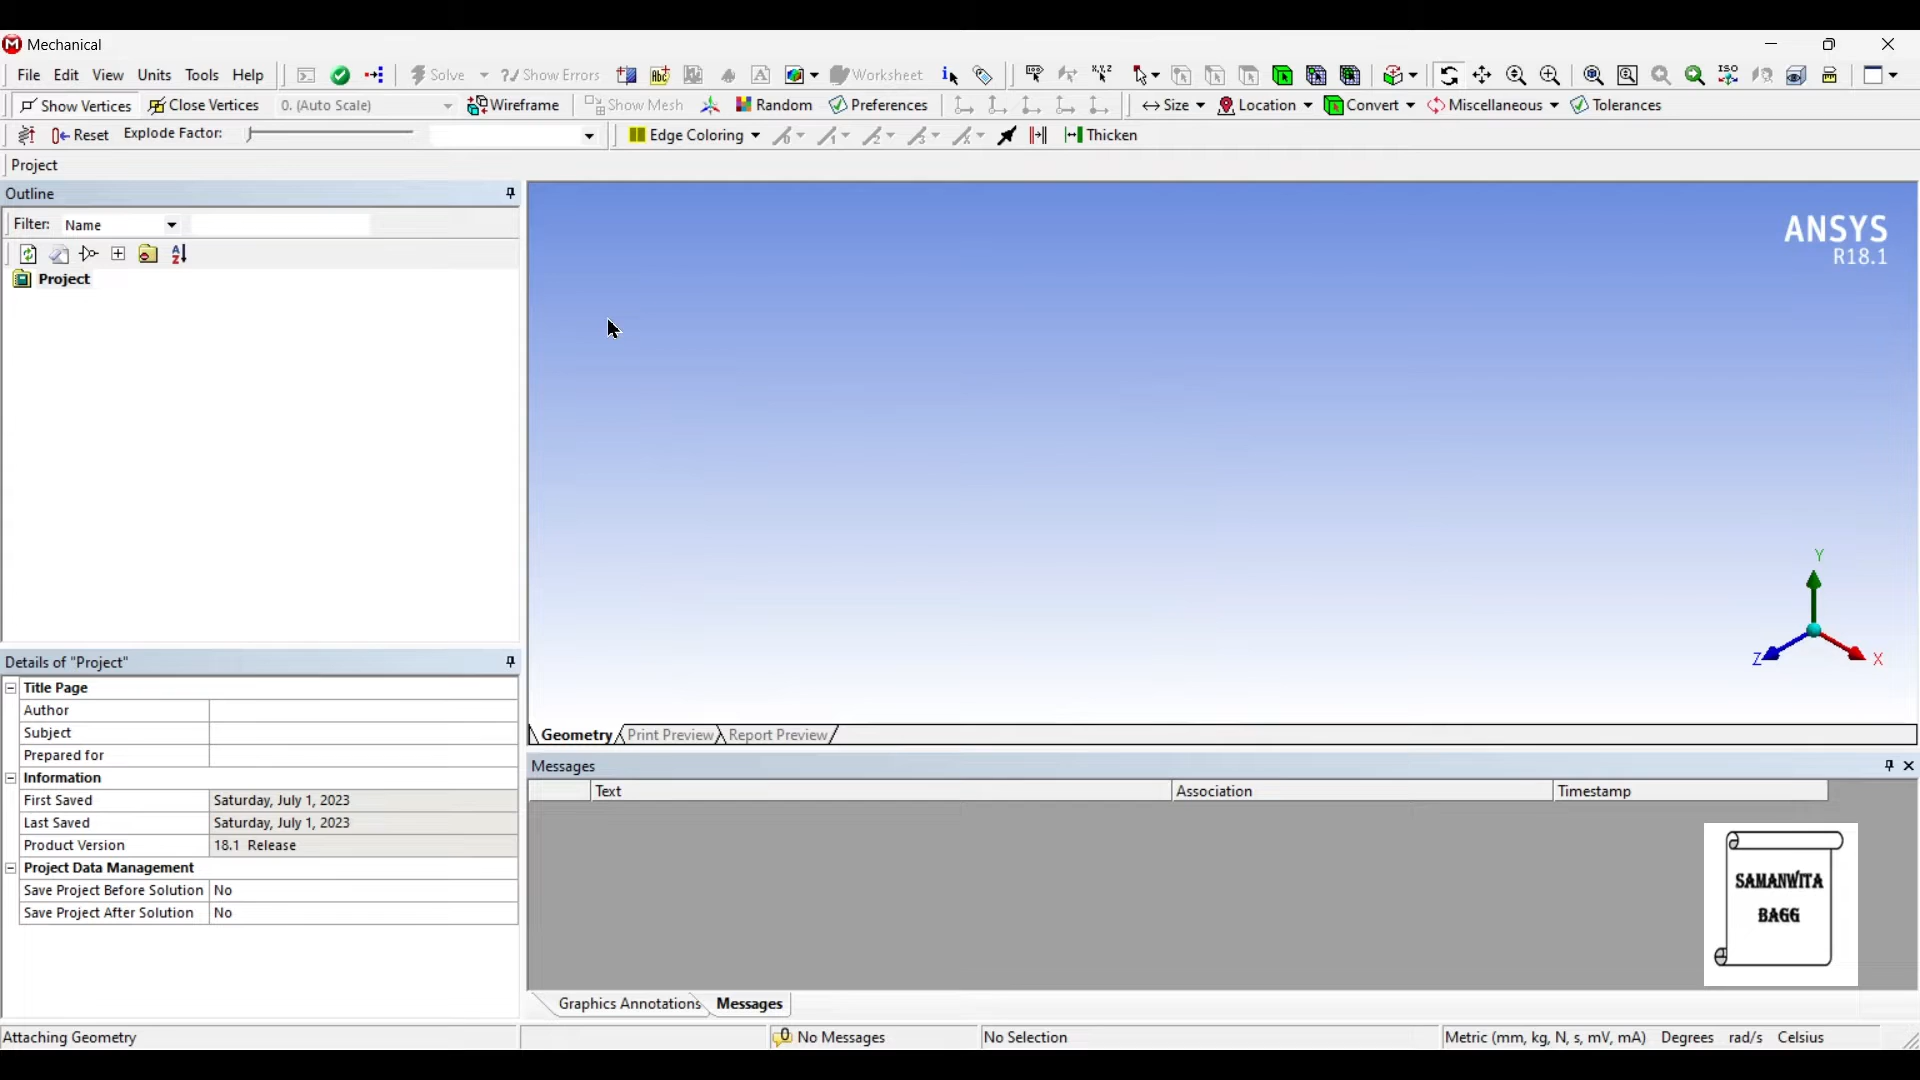 Mechanical
File Edit View Units Tools Help Solve ?/Show Errors Worksheet ISO
Show Vertices Close Vertices 0. (Auto Scale) Wireframe Show Mesh Random Preferences Size Location Convert Miscellaneous Tolerances
Reset Explode Factor: Edge Coloring Thicken
Project
Outline
Filter: Name
Project
ANSYS
R18.1
Y
Z
X
Geometry Print Preview Report Preview
Details of "Project"
Title Page
Author
Subject
Prepared for
Information
First Saved Saturday, July 1, 2023
Last Saved Saturday, July 1, 2023
Product Version 18.1 Release
Project Data Management
Save Project Before Solution No
Save Project After Solution No
Messages
Text Association Timestamp
SAMANWITA
BAGG
Graphics Annotations Messages
Attaching Geometry 0 No Messages No Selection Metric (mm, kg, N, s, mV, mA) Degrees rad/s Celsius